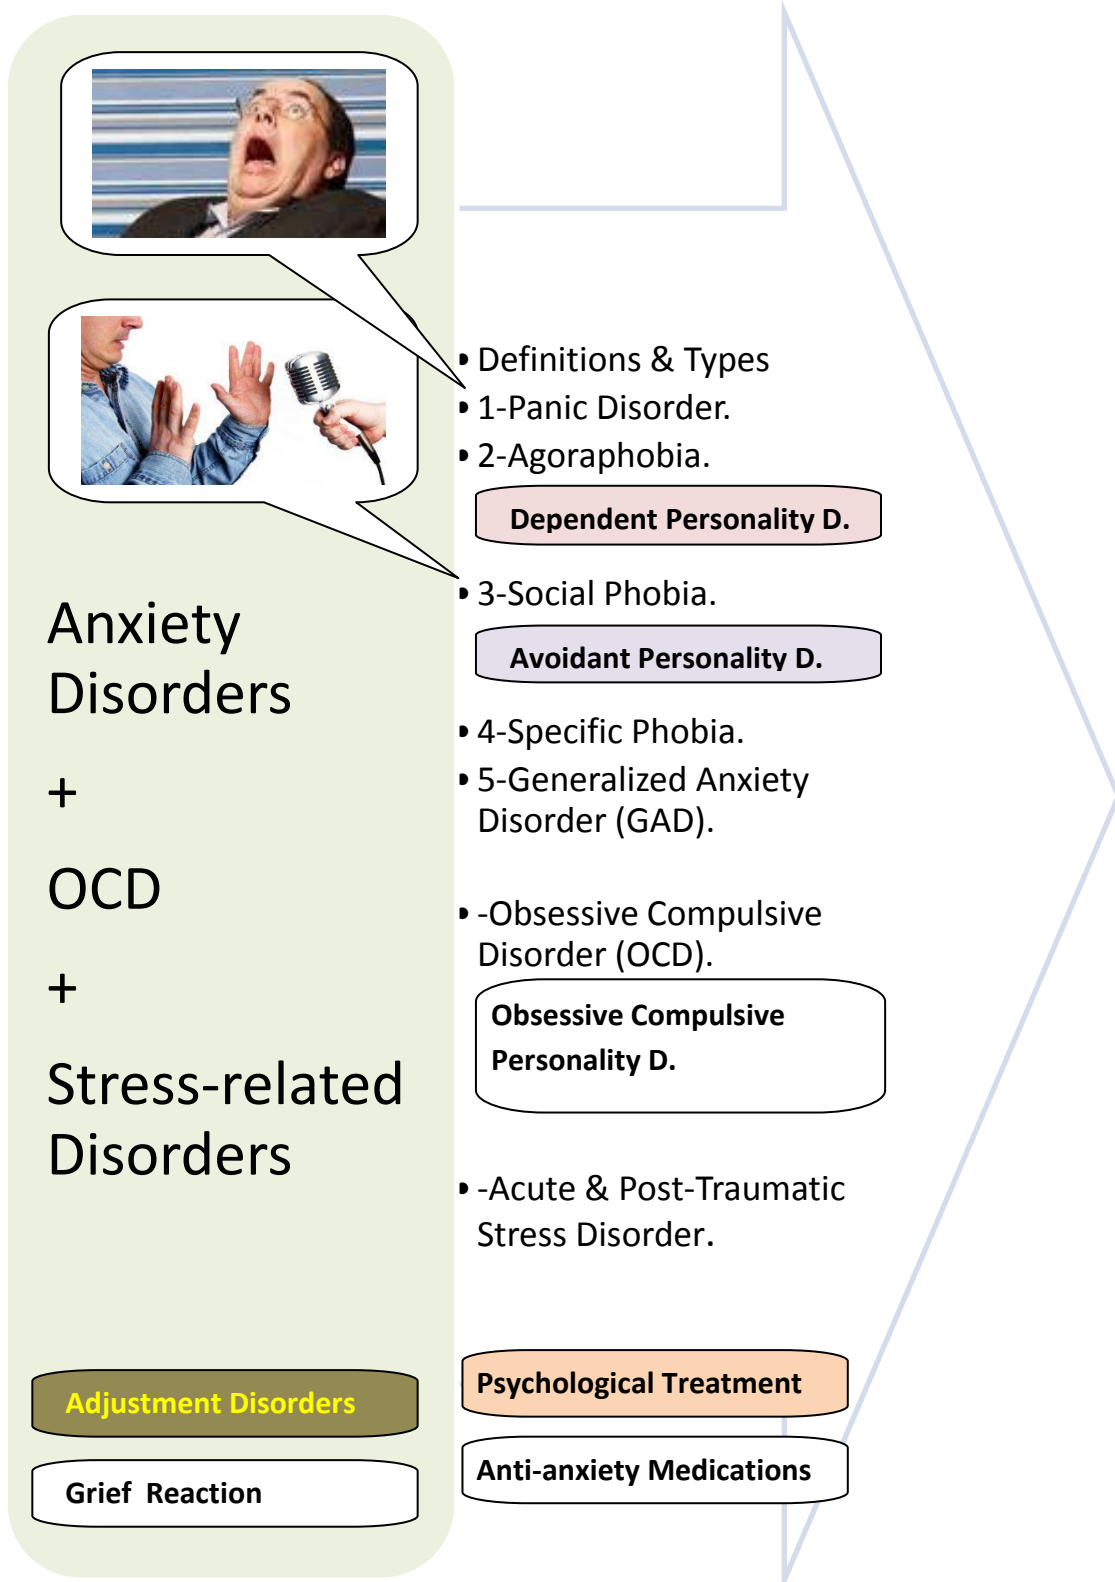 Anxiety
Disorders
+
OCD
+
Stress-related
Disorders
Adjustment Disorders
Grief Reaction
• Definitions & Types
• 1-Panic Disorder.
• 2-Agoraphobia.
Dependent Personality D.
• 3-Social Phobia.
Avoidant Personality D.
• 4-Specific Phobia.
• 5-Generalized Anxiety
Disorder (GAD).
• -Obsessive Compulsive
Disorder (OCD).
Obsessive Compulsive
Personality D.
• -Acute & Post-Traumatic
Stress Disorder.
Psychological Treatment
Anti-anxiety Medications